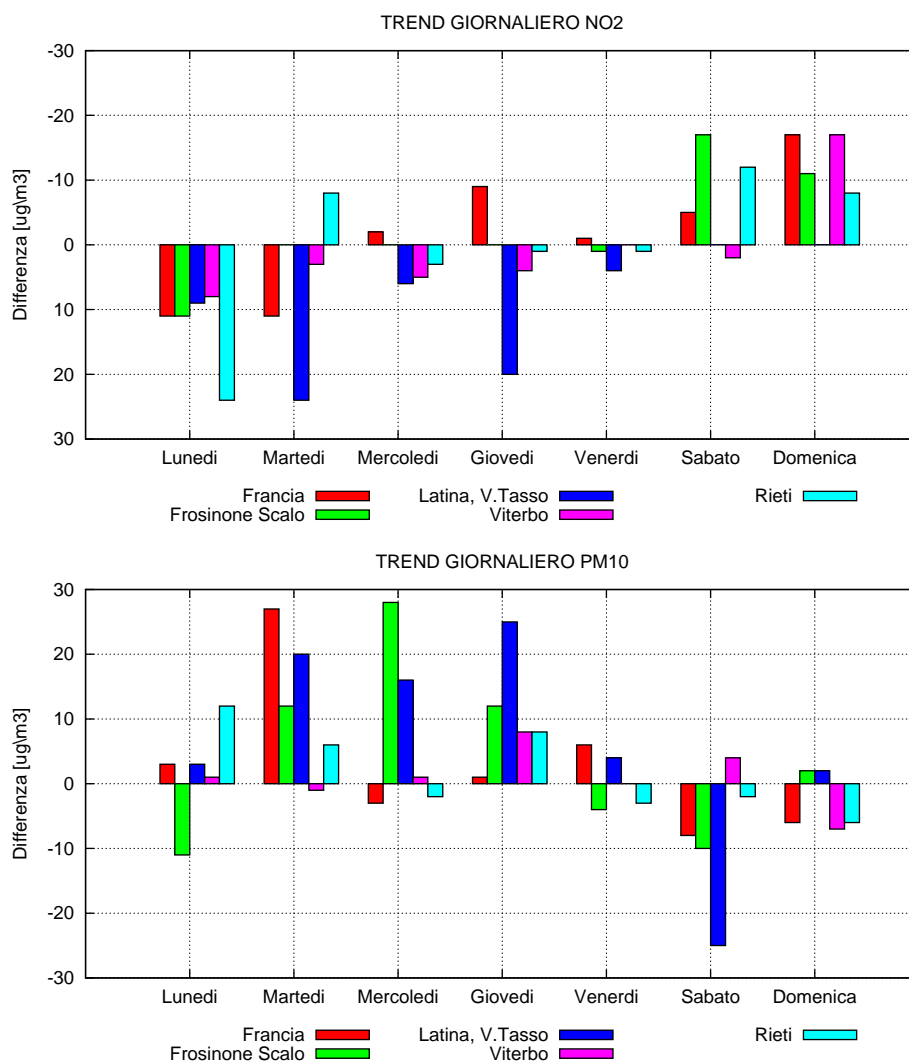 TREND GIORNALIERO NO2
-30
-20
-10
0
10
20
30
Differenza [ug\m3]
Lunedi Martedi Mercoledi Giovedi Venerdi Sabato Domenica
Francia Latina, V.Tasso Rieti
Frosinone Scalo Viterbo
TREND GIORNALIERO PM10
30
20
10
0
-10
-20
-30
Differenza [ug\m3]
Lunedi Martedi Mercoledi Giovedi Venerdi Sabato Domenica
Francia Latina, V.Tasso Rieti
Frosinone Scalo Viterbo